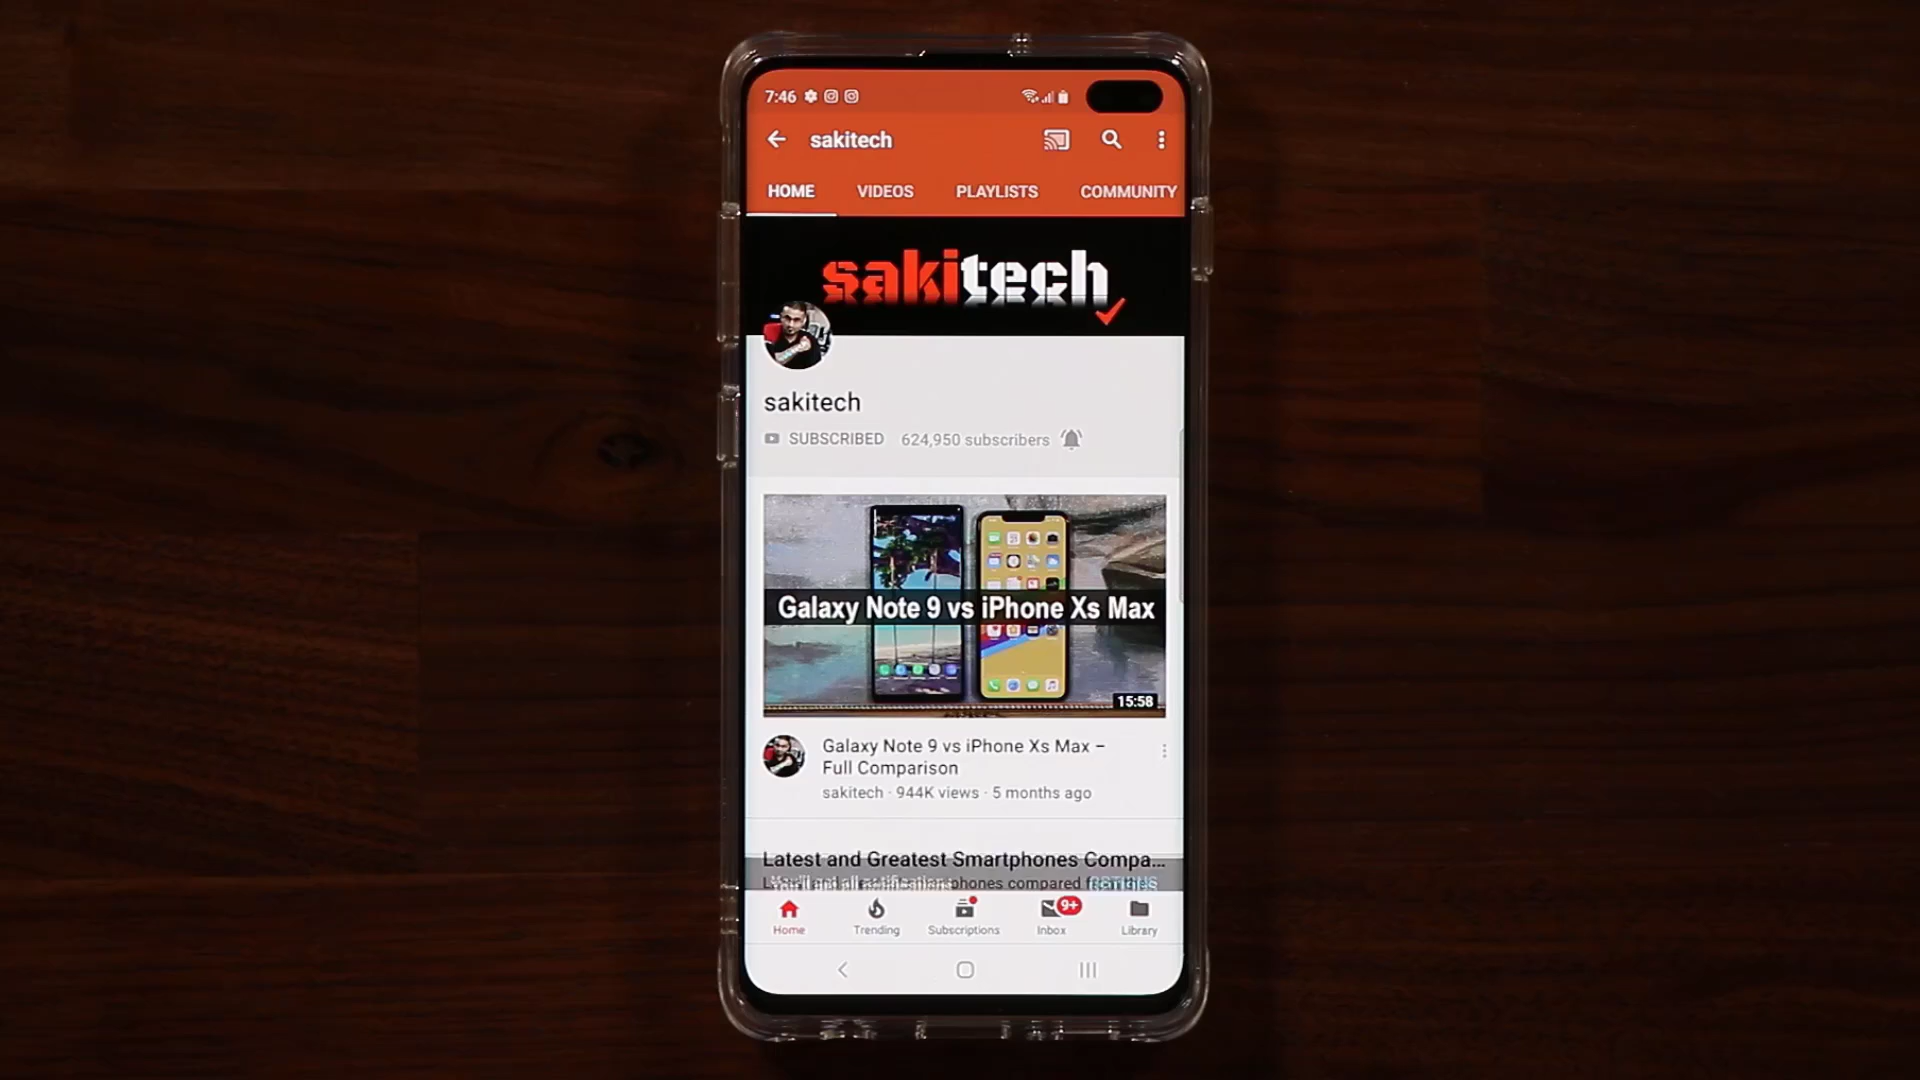 7:46
sakitech
HOME VIDEOS PLAYLISTS COMMUNITY
sakitech
sakitech
SUBSCRIBED 624,950 subscribers
Galaxy Note 9 vs iPhone Xs Max
15:58
Galaxy Note 9 vs iPhone Xs Max –
Full Comparison
sakitech · 944K views · 5 months ago
Latest and Greatest Smartphones Compa...
phones compared
9+
Home Trending Subscriptions Inbox Library